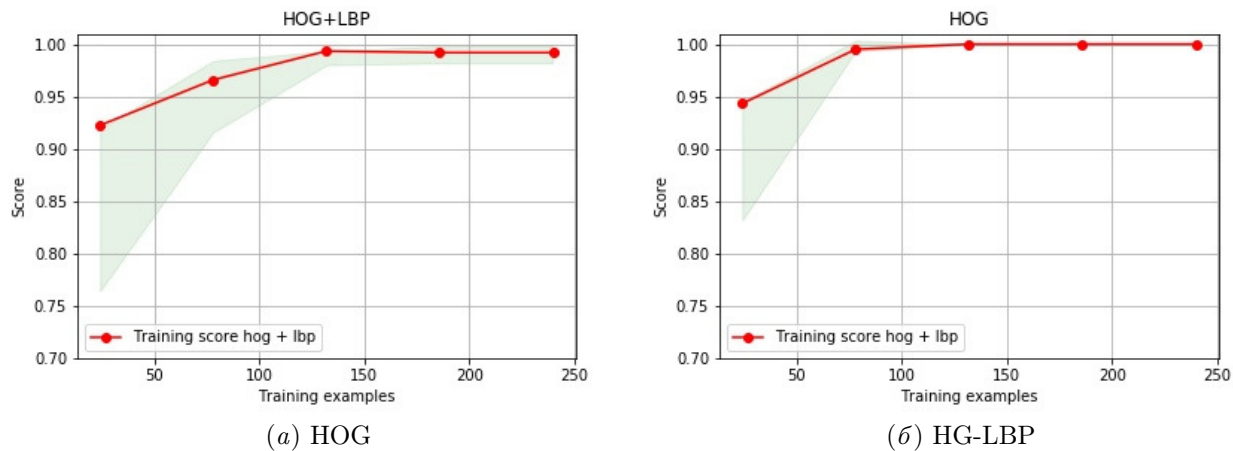 HOG+LBP
1.00
0.95
0.90
0.85
0.80
0.75
0.70
Score
Training score hog + lbp
50
100
150
200
250
Training examples
(а) HOG
HOG
1.00
0.95
0.90
0.85
0.80
0.75
0.70
Score
Training score hog + lbp
50
100
150
200
250
Training examples
(б) HG-LBP